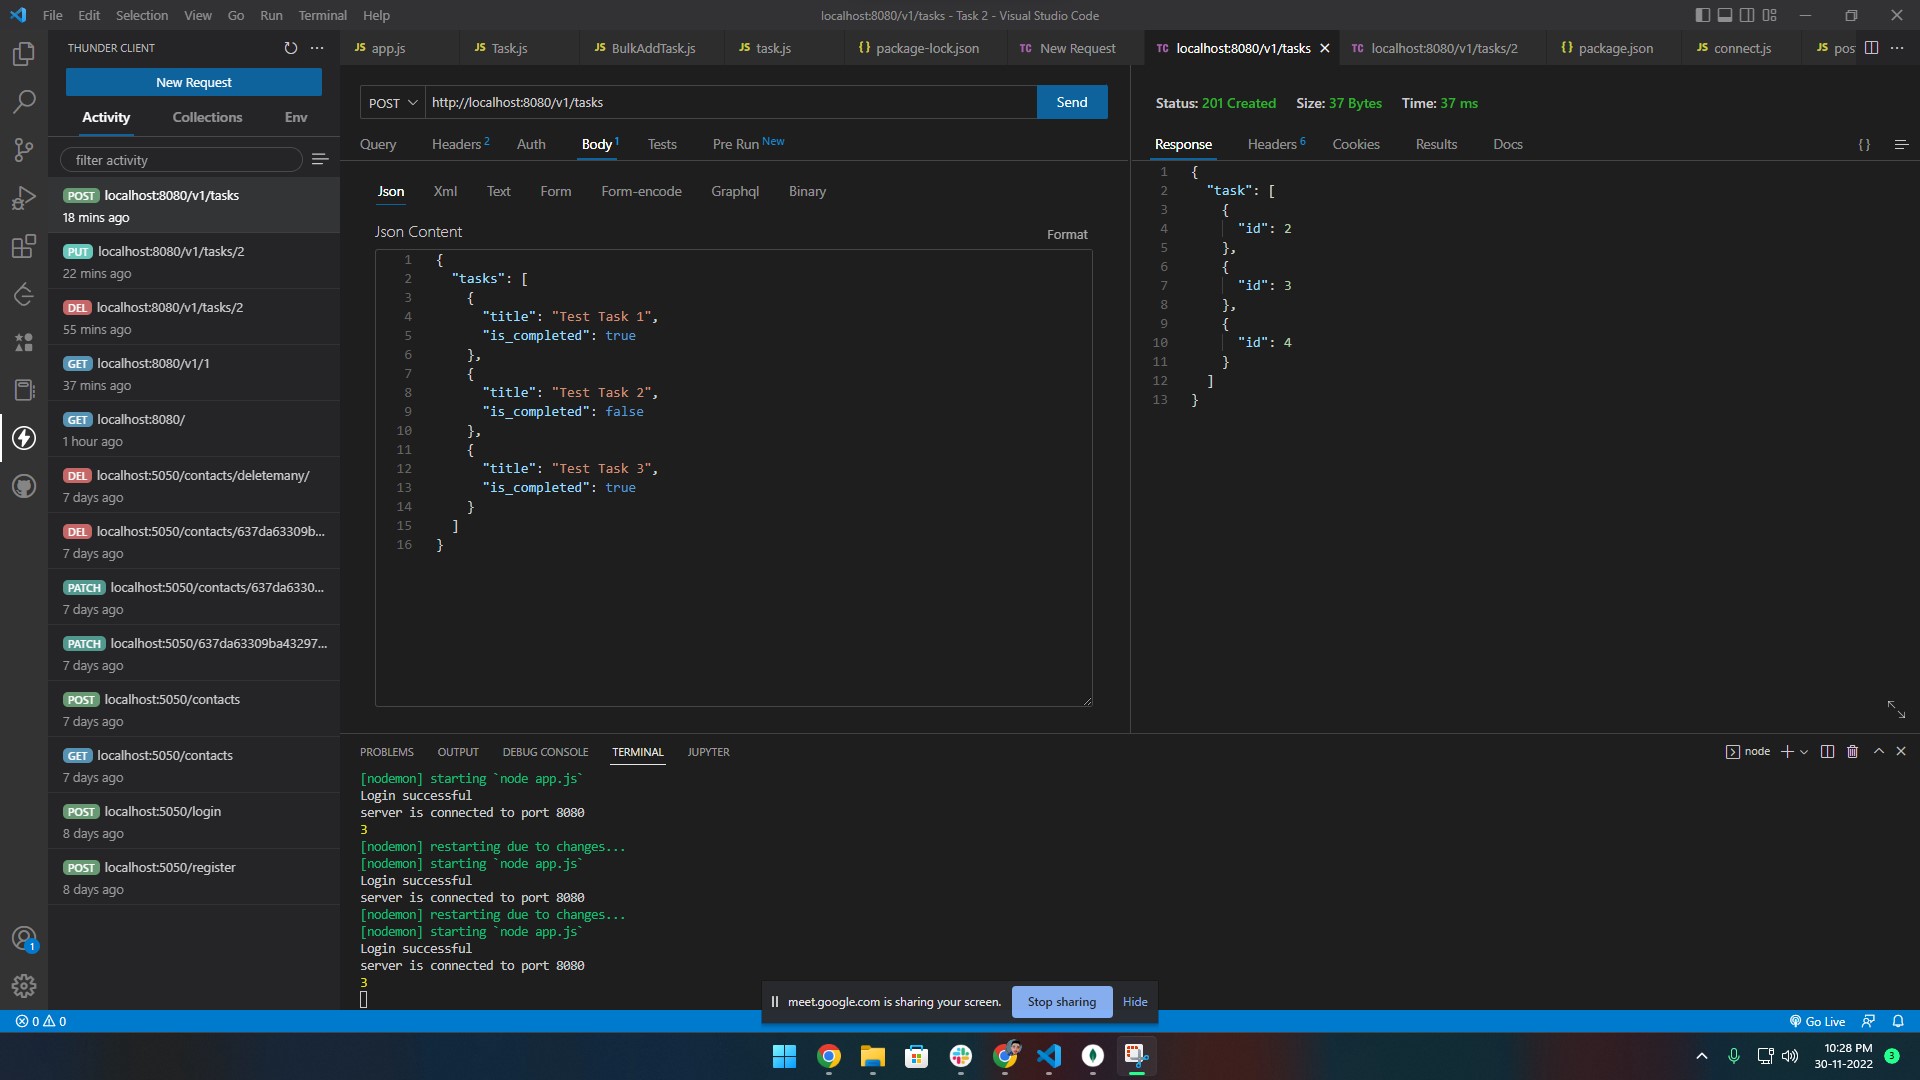 File Edit Selection View Go Run Terminal Help
localhost:8080/v1/tasks - Task 2 - Visual Studio Code
THUNDER CLIENT
New Request
Activity Collections Env
filter activity
POST localhost:8080/v1/tasks
18 mins ago
PUT localhost:8080/v1/tasks/2
22 mins ago
DEL localhost:8080/v1/tasks/2
55 mins ago
GET localhost:8080/v1/1
37 mins ago
GET localhost:8080/
1 hour ago
DEL localhost:5050/contacts/deletemany/
7 days ago
DEL localhost:5050/contacts/637da63309b...
7 days ago
PATCH localhost:5050/contacts/637da6330...
7 days ago
PATCH localhost:5050/637da63309ba43297...
7 days ago
POST localhost:5050/contacts
7 days ago
GET localhost:5050/contacts
7 days ago
POST localhost:5050/login
8 days ago
POST localhost:5050/register
8 days ago
JS app.js JS Task.js JS BulkAddTask.js JS task.js {} package-lock.json TC New Request TC localhost:8080/v1/tasks TC localhost:8080/v1/tasks/2 {} package.json JS connect.js JS pos
POST http://localhost:8080/v1/tasks Send
Query Headers 2 Auth Body 1 Tests Pre Run New
Json Xml Text Form Form-encode Graphql Binary
Json Content Format
1 {
2 "tasks": [
3 {
4 "title": "Test Task 1",
5 "is_completed": true
6 },
7 {
8 "title": "Test Task 2",
9 "is_completed": false
10 },
11 {
12 "title": "Test Task 3",
13 "is_completed": true
14 }
15 ]
16 }
Status: 201 Created Size: 37 Bytes Time: 37 ms
Response Headers 6 Cookies Results Docs {}
1 {
2 "task": [
3 {
4 "id": 2
5 },
6 {
7 "id": 3
8 },
9 {
10 "id": 4
11 }
12 ]
13 }
PROBLEMS OUTPUT DEBUG CONSOLE TERMINAL JUPYTER node
[nodemon] starting `node app.js`
Login successful
server is connected to port 8080
3
[nodemon] restarting due to changes...
[nodemon] starting `node app.js`
Login successful
server is connected to port 8080
[nodemon] restarting due to changes...
[nodemon] starting `node app.js`
Login successful
server is connected to port 8080
3
meet.google.com is sharing your screen. Stop sharing Hide
1
0 0 Go Live
10:28 PM
30-11-2022
3